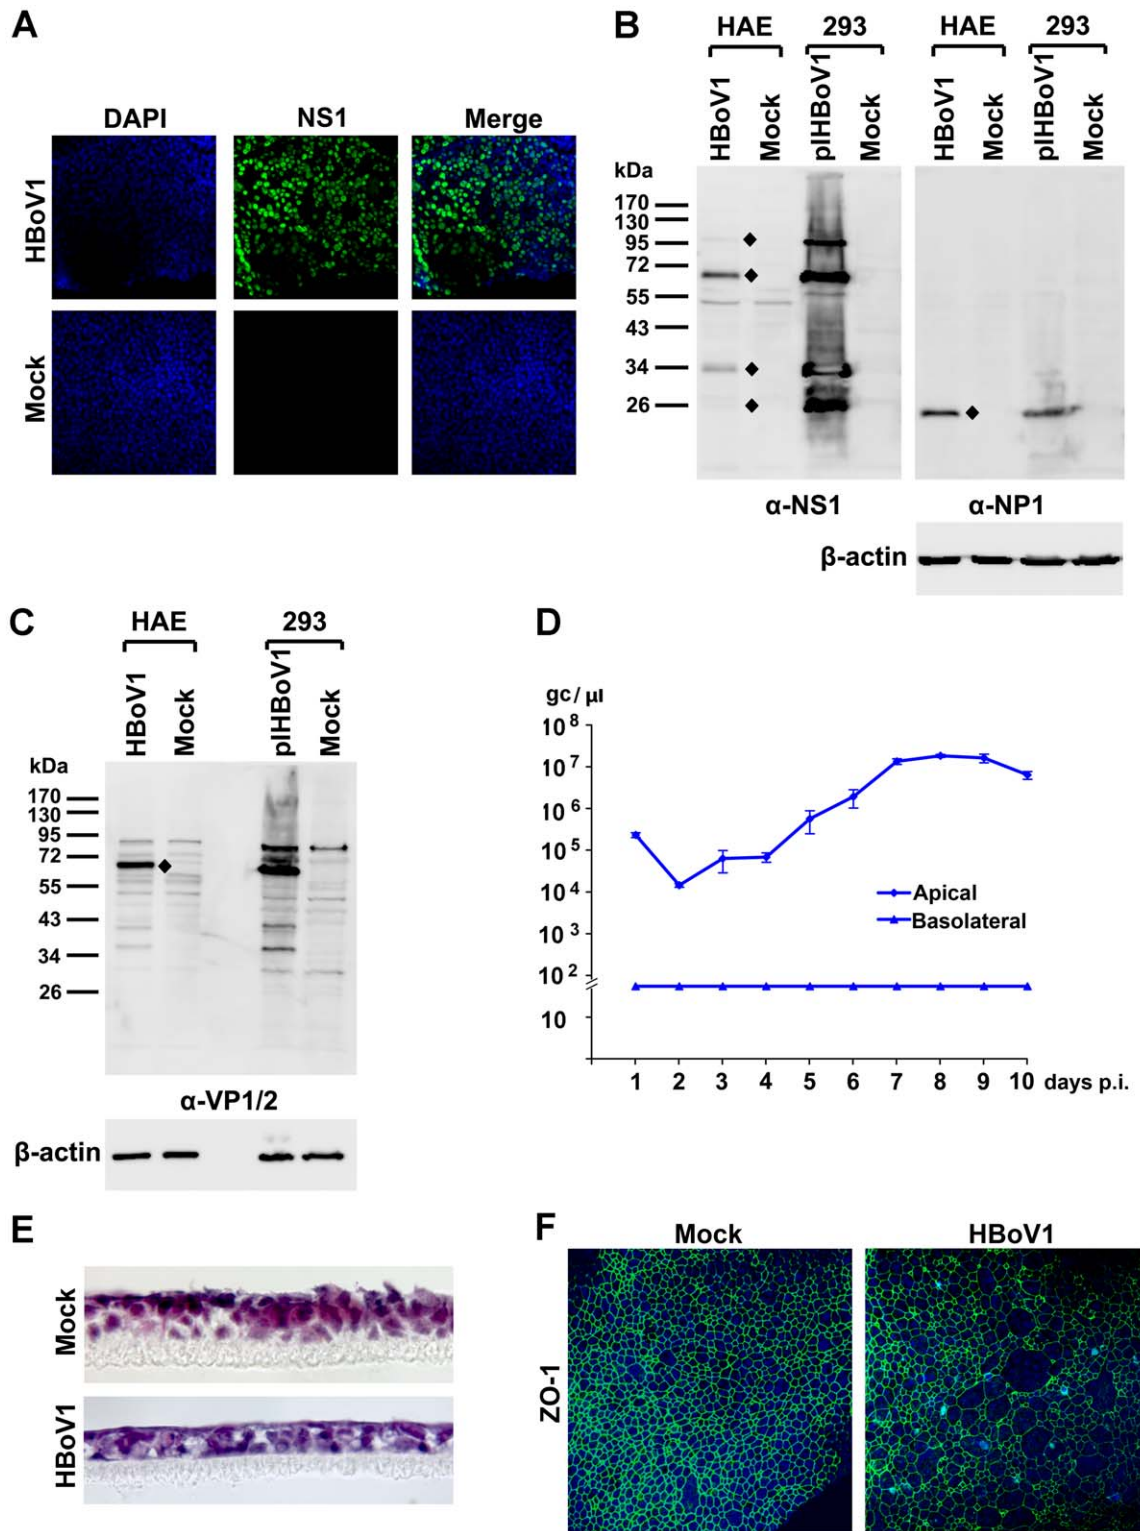 A
DAPI NS1 Merge
HBoV1
Mock
B
HAE 293 HAE 293
HBoV1 Mock pIHBoV1 Mock HBoV1 Mock pIHBoV1 Mock
kDa
170
130
95
72
55
43
34
26
α-NS1 α-NP1
β-actin
C
HAE 293
HBoV1 Mock pIHBoV1 Mock
kDa
170
130
95
72
55
43
34
26
α-VP1/2
β-actin
D
gc/ μl
10^8
10^7
10^6
10^5
10^4
10^3
10^2
10
Apical
Basolateral
1 2 3 4 5 6 7 8 9 10 days p.i.
E
Mock
HBoV1
F
Mock HBoV1
ZO-1